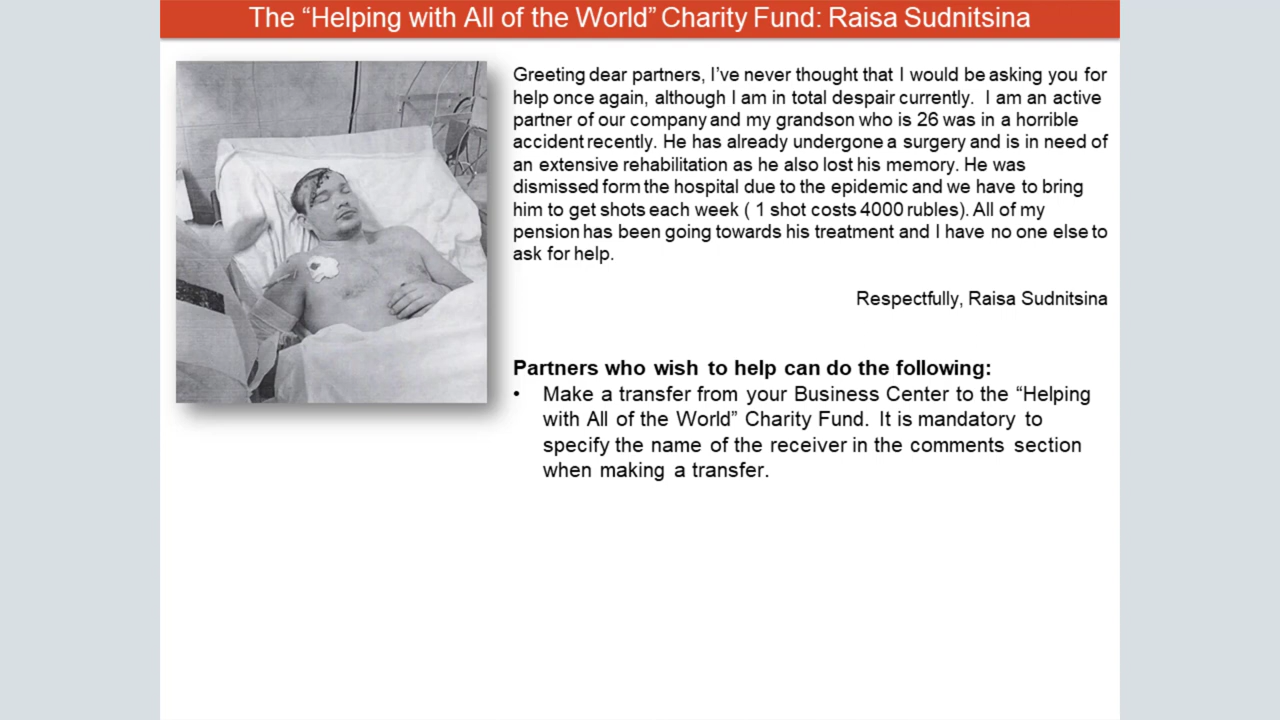 The “Helping with All of the World” Charity Fund: Raisa Sudnitsina
Greeting dear partners, I’ve never thought that I would be asking you for
help once again, although I am in total despair currently. I am an active
partner of our company and my grandson who is 26 was in a horrible
accident recently. He has already undergone a surgery and is in need of
an extensive rehabilitation as he also lost his memory. He was
dismissed form the hospital due to the epidemic and we have to bring
him to get shots each week ( 1 shot costs 4000 rubles). All of my
pension has been going towards his treatment and I have no one else to
ask for help.
Respectfully, Raisa Sudnitsina
Partners who wish to help can do the following:
• Make a transfer from your Business Center to the “Helping
with All of the World” Charity Fund. It is mandatory to
specify the name of the receiver in the comments section
when making a transfer.